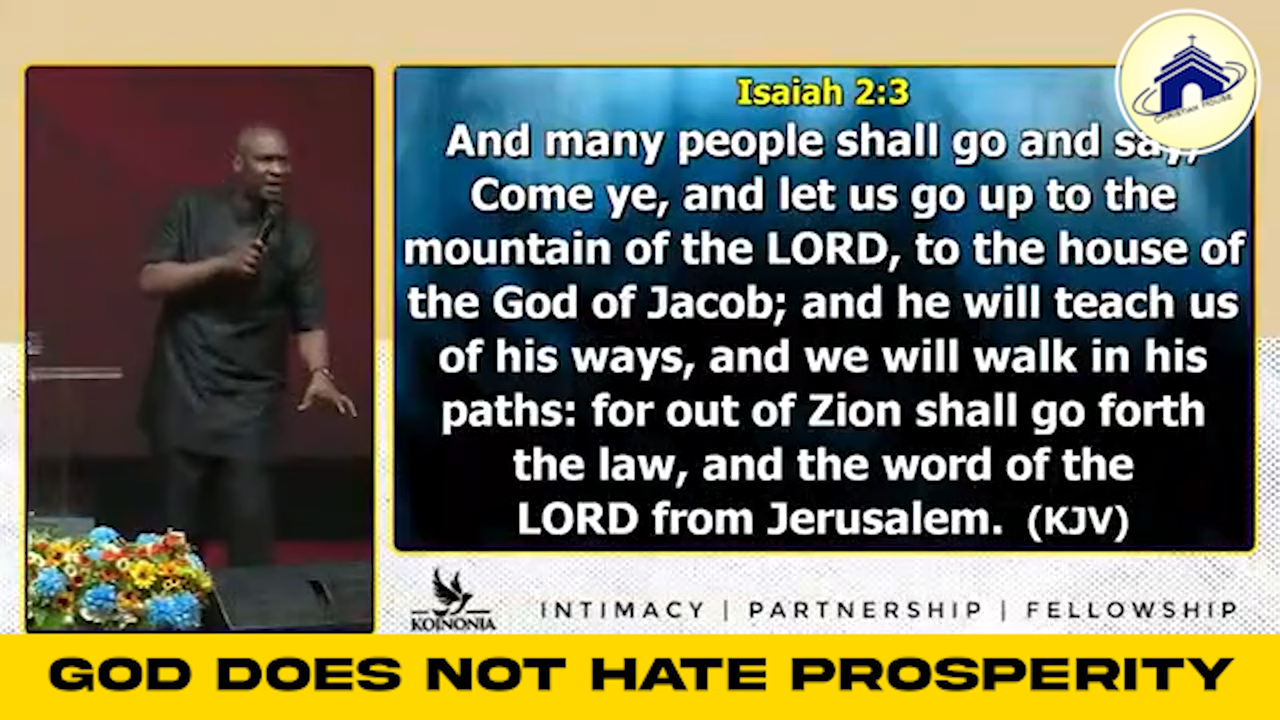 Isaiah 2:3
And many people shall go and say,
Come ye, and let us go up to the
mountain of the LORD, to the house of
the God of Jacob; and he will teach us
of his ways, and we will walk in his
paths: for out of Zion shall go forth
the law, and the word of the
LORD from Jerusalem. (KJV)
CHRISTIAN HOUSE
KOINONIA
INTIMACY | PARTNERSHIP | FELLOWSHIP
GOD DOES NOT HATE PROSPERITY